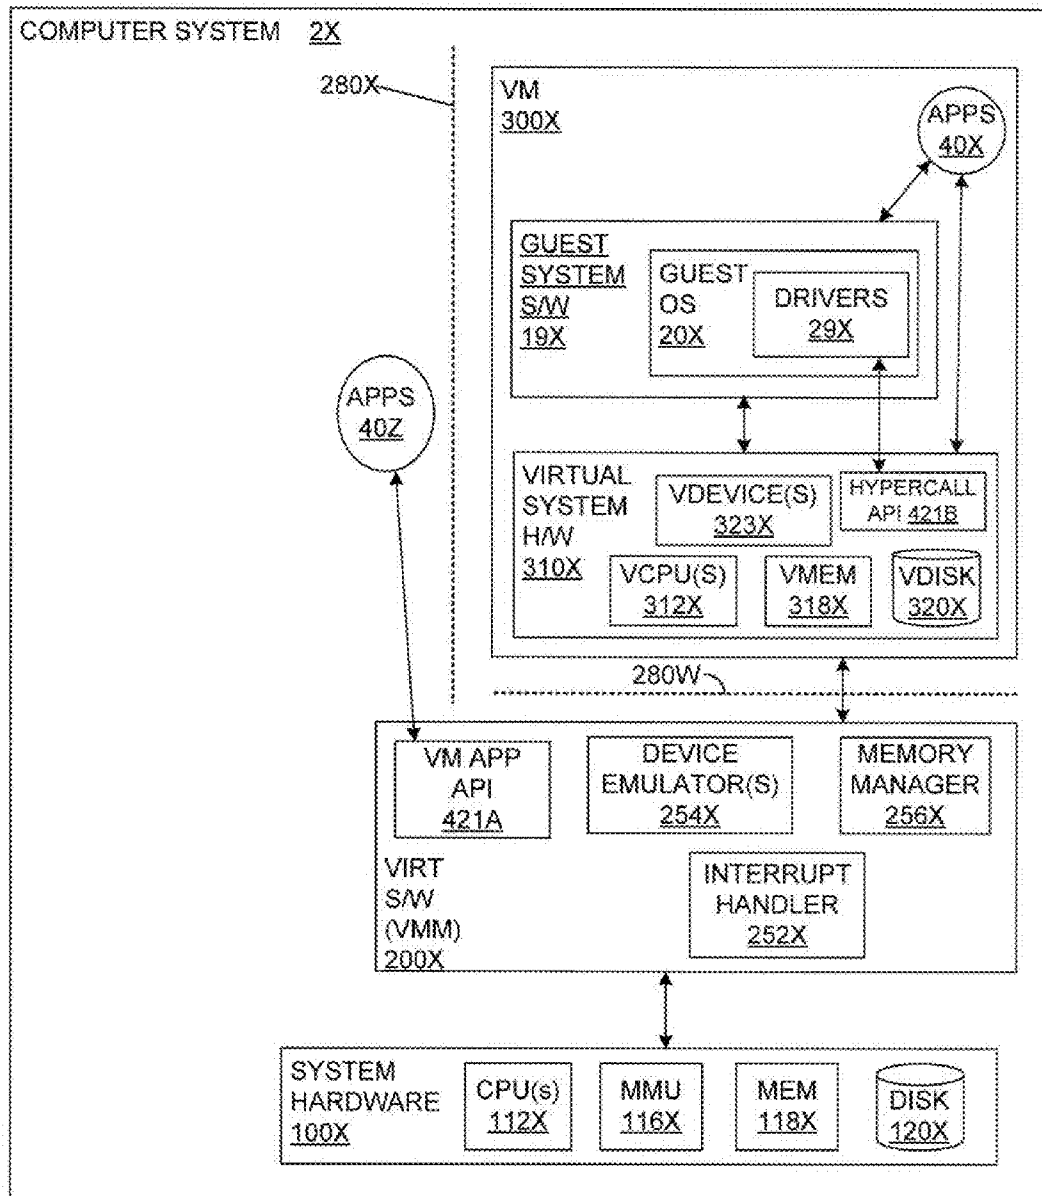 COMPUTER SYSTEM 2X
280X
VM
300X
APPS
40X
GUEST
SYSTEM
S/W
19X
GUEST
OS
20X
DRIVERS
29X
APPS
40Z
VIRTUAL
SYSTEM
H/W
310X
VDEVICE(S)
323X
HYPERCALL
API 421B
VCPU(S)
312X
VMEM
318X
VDISK
320X
280W
VM APP
API
421A
DEVICE
EMULATOR(S)
254X
MEMORY
MANAGER
256X
VIRT
S/W
(VMM)
200X
INTERRUPT
HANDLER
252X
SYSTEM
HARDWARE
100X
CPU(s)
112X
MMU
116X
MEM
118X
DISK
120X